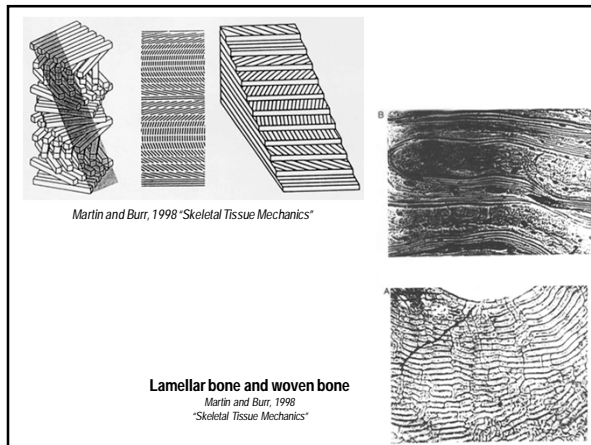 Martin and Burr, 1998 "Skeletal Tissue Mechanics"
B
A
Lamellar bone and woven bone
Martin and Burr, 1998
"Skeletal Tissue Mechanics"